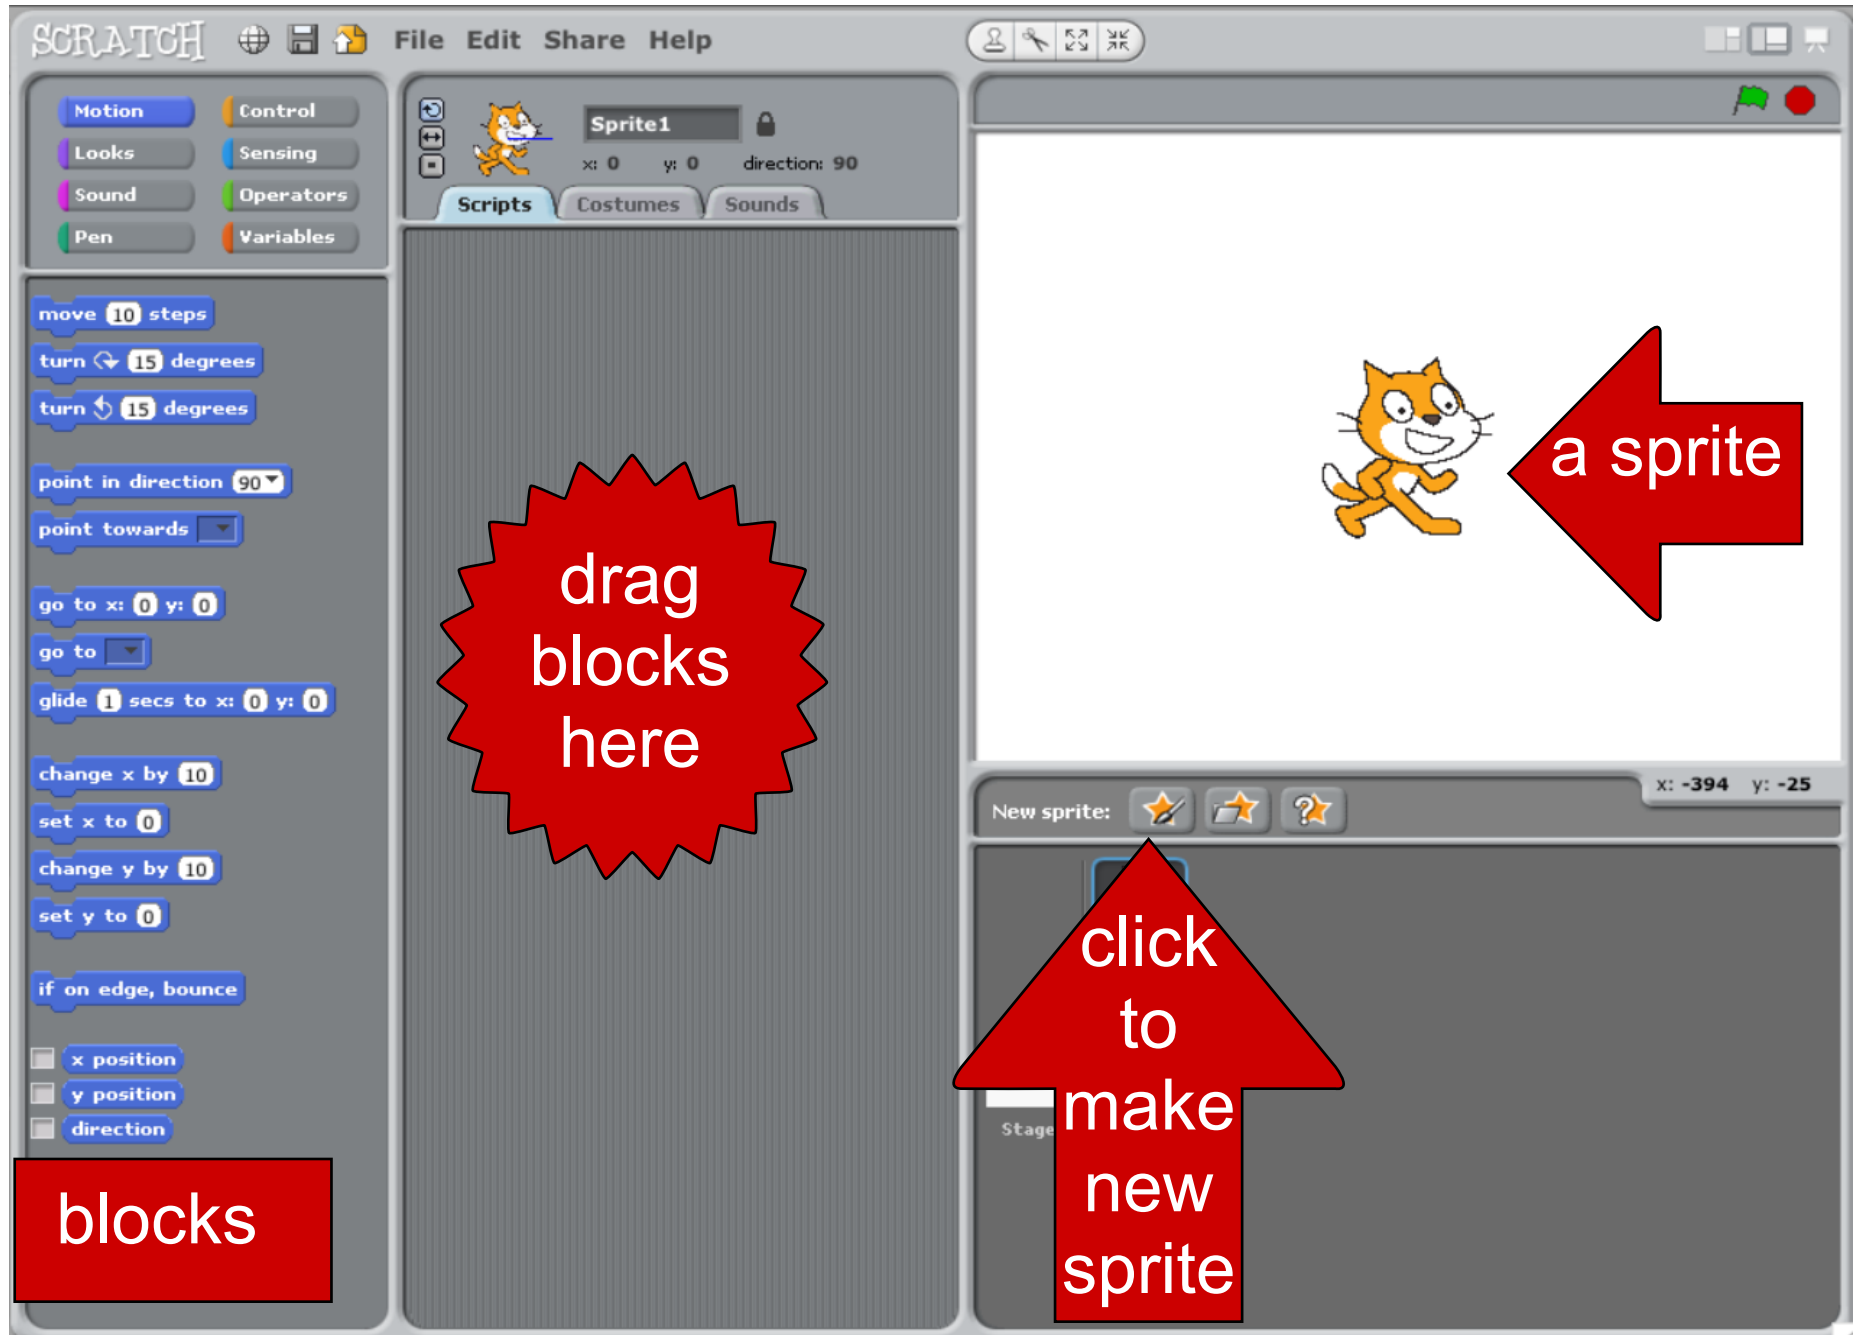 SCRATCH File Edit Share Help
Motion Control
Looks Sensing
Sound Operators
Pen Variables
move 10 steps
turn 15 degrees
turn 15 degrees
point in direction 90
point towards
go to x: 0 y: 0
go to
glide 1 secs to x: 0 y: 0
change x by 10
set x to 0
change y by 10
set y to 0
if on edge, bounce
x position
y position
direction
blocks
Sprite1
x: 0 y: 0 direction: 90
Scripts Costumes Sounds
drag
blocks
here
a sprite
x: -394 y: -25
New sprite:
Stage
click
to
make
new
sprite